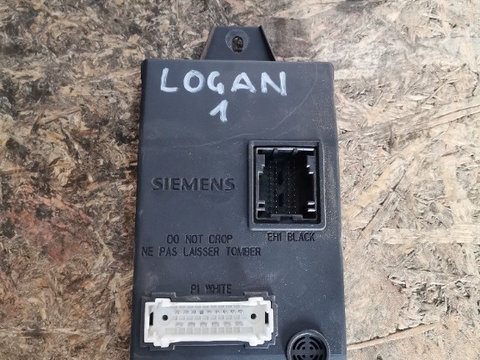 LOGAN
1
SIEMENS
EH1 BLACK
DO NOT DROP
NE PAS LAISSER TOMBER
P1 WHITE